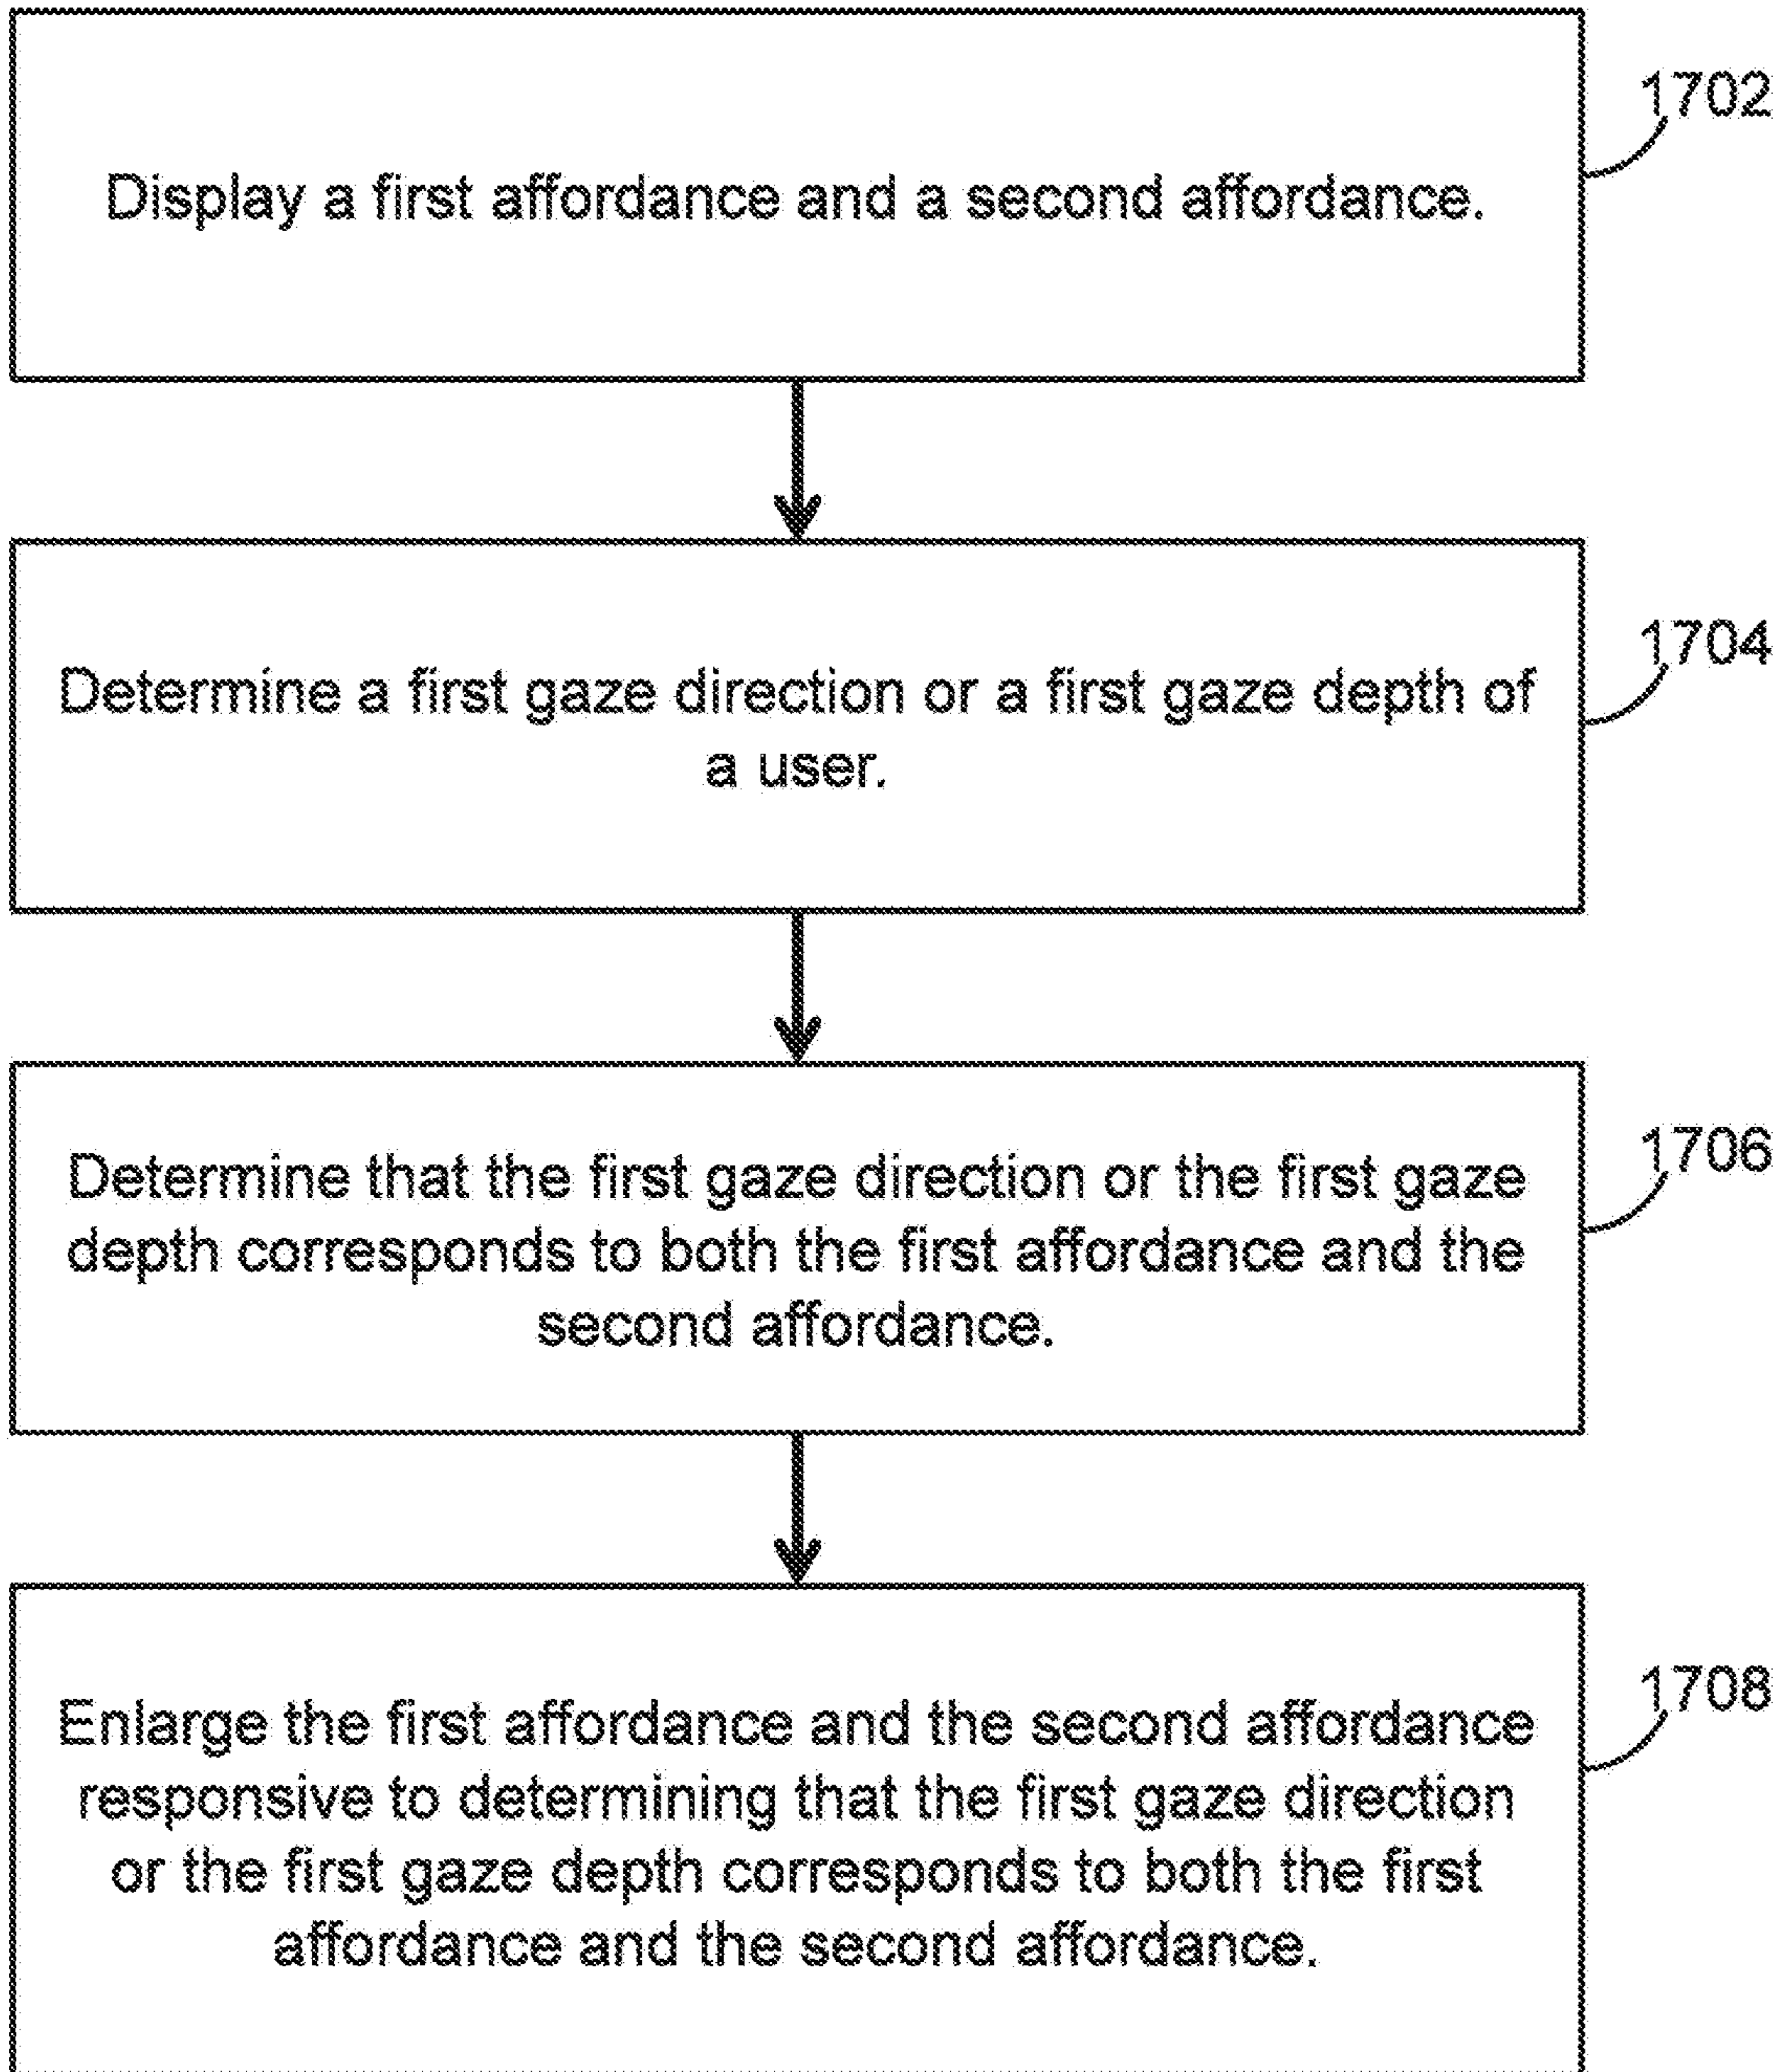 1702
Display a first affordance and a second affordance.
1704
Determine a first gaze direction or a first gaze depth of
a user.
1706
Determine that the first gaze direction or the first gaze
depth corresponds to both the first affordance and the
second affordance.
1708
Enlarge the first affordance and the second affordance
responsive to determining that the first gaze direction
or the first gaze depth corresponds to both the first
affordance and the second affordance.